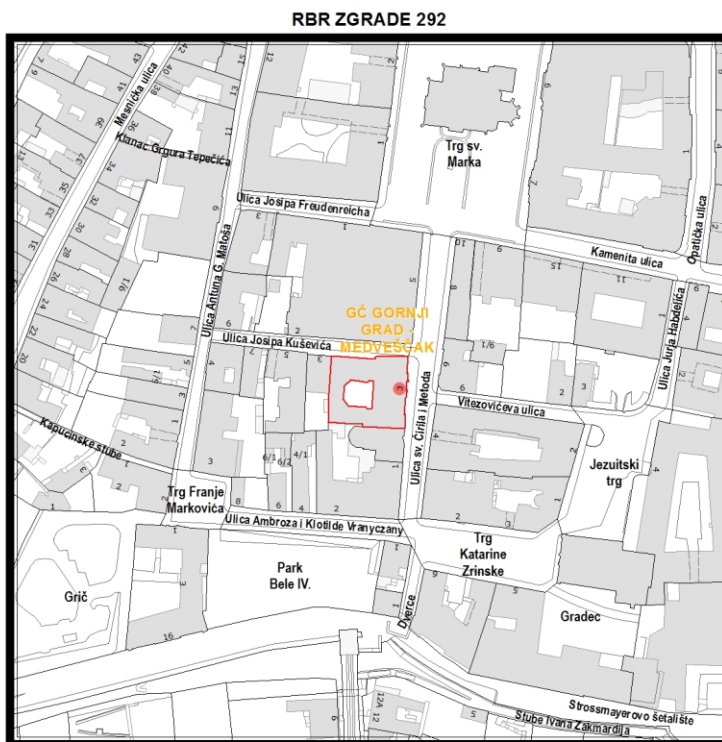 RBR ZGRADE 292
Mesnička ulica
Klanac Grgura Tepečića
Trg sv.
Marka
Ulica Josipa Freudenreicha
Kamenita ulica
Opatička ulica
Ulica Antuna G. Matoša
GČ GORNJI
GRAD -
MEDVEŠČAK
Ulica Josipa Kuševića
Ulica Jurja Habdelića
Vitezovićeva ulica
Ulica sv. Ćirila i Metoda
Kapucinske stube
Jezuitski
trg
Trg Franje
Markovića
Ulica Ambroza i Klotilde Vranyczany
Trg
Katarine
Zrinske
Park
Bele IV.
Grič
Gradec
Dverce
Strossmayerovo šetalište
Stube Ivana Zakmardija